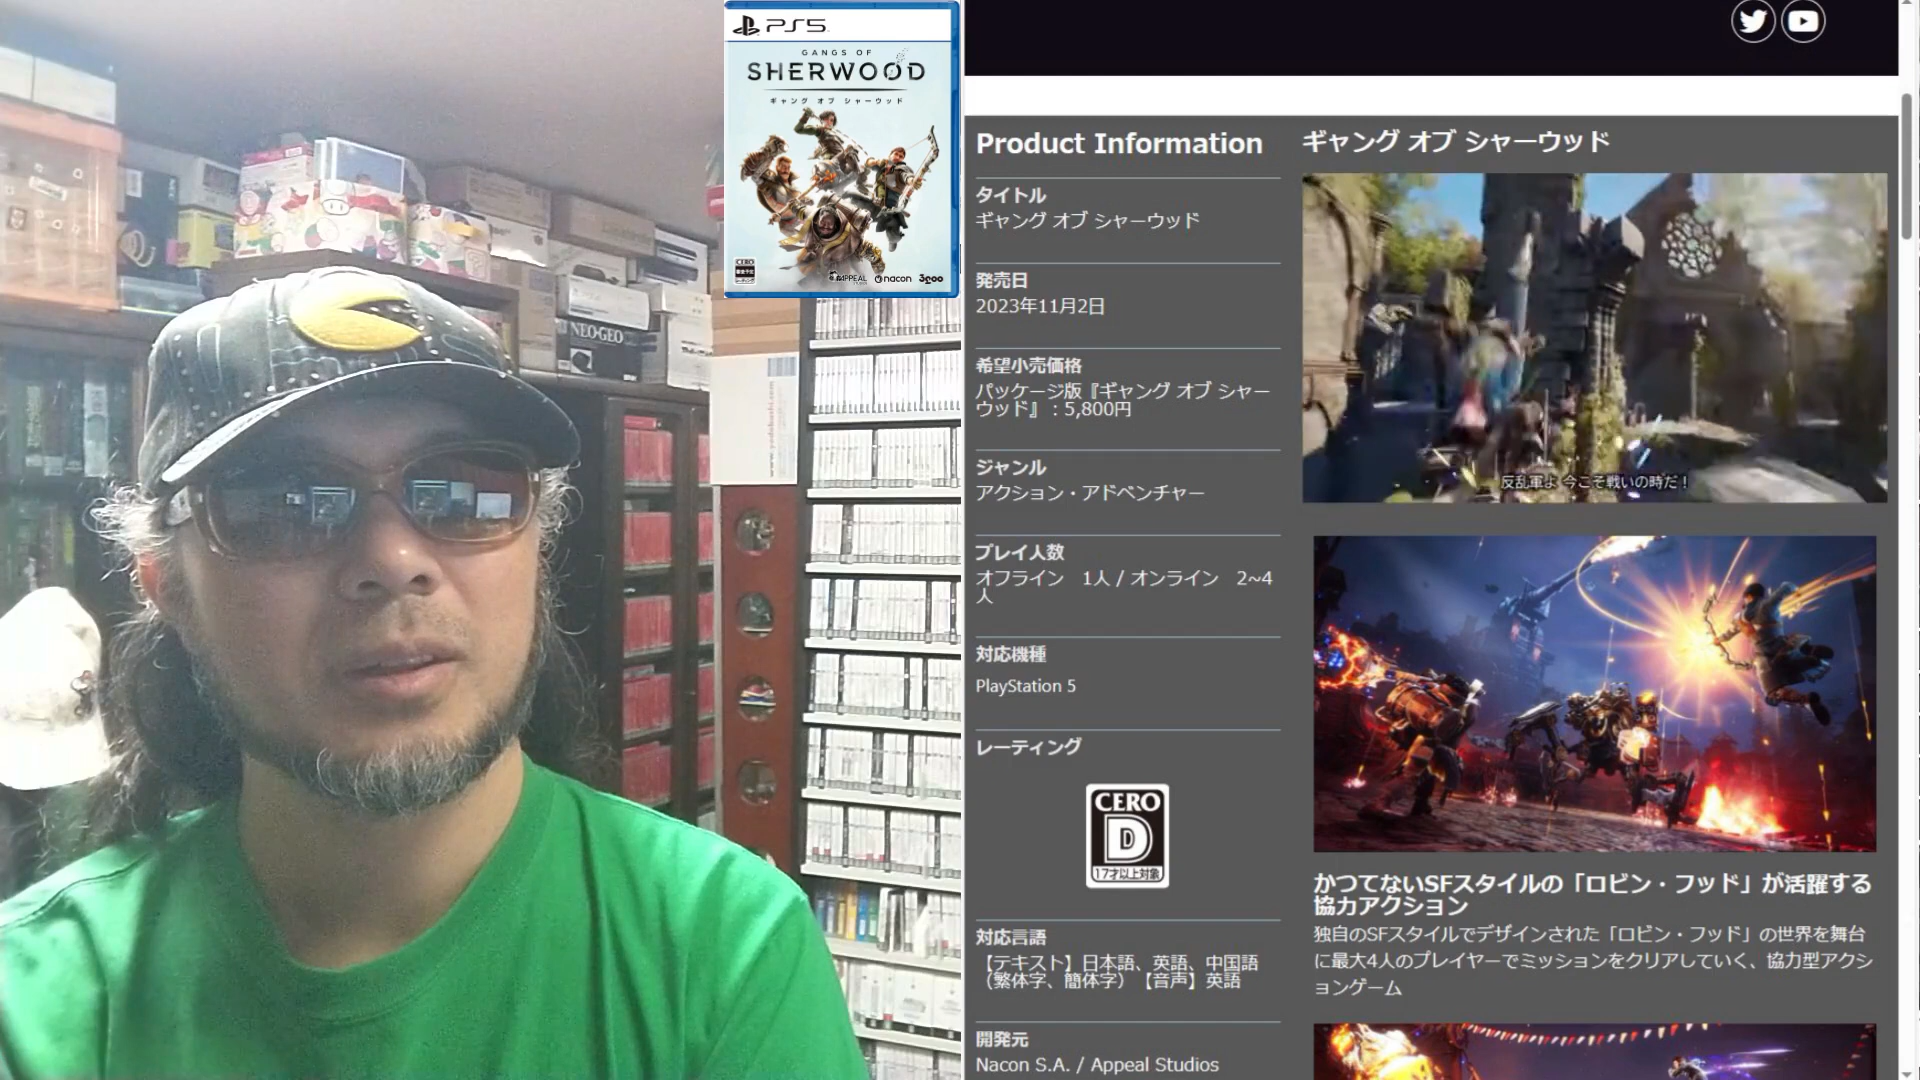 PS5
GANGS OF
SHERWOOD
ギャング オブ シャーウッド
CERO
APPEAL
nacon
3goo
NEO-GEO
Product Information
タイトル
ギャング オブ シャーウッド
発売日
2023年11月2日
希望小売価格
パッケージ版『ギャング オブ シャー
ウッド』：5,800円
ジャンル
アクション・アドベンチャー
プレイ人数
オフライン　1人 / オンライン　2~4
人
対応機種
PlayStation 5
レーティング
CERO
D
17才以上対象
対応言語
【テキスト】日本語、英語、中国語
（繁体字、簡体字）【音声】英語
開発元
Nacon S.A. / Appeal Studios
ギャング オブ シャーウッド
反乱軍よ 今こそ戦いの時だ！
かつてないSFスタイルの「ロビン・フッド」が活躍する
協力アクション
独自のSFスタイルでデザインされた「ロビン・フッド」の世界を舞台
に最大4人のプレイヤーでミッションをクリアしていく、協力型アクシ
ョンゲーム